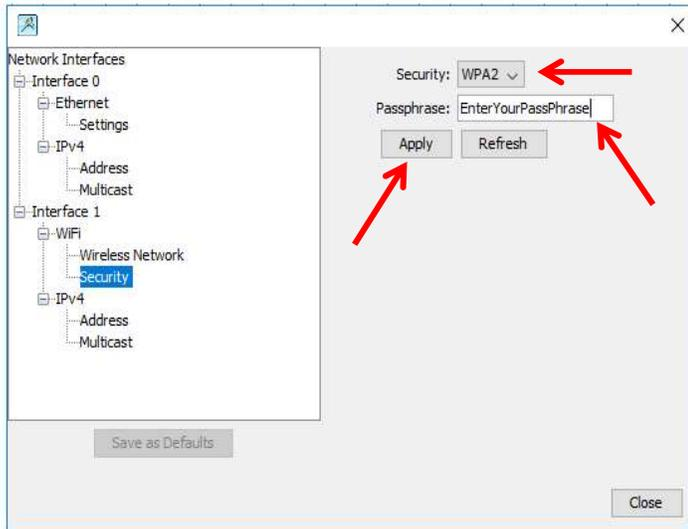 Network Interfaces
Interface 0
Ethernet
Settings
IPv4
Address
Multicast
Interface 1
WiFi
Wireless Network
Security
IPv4
Address
Multicast
Save as Defaults
Security: WPA2
Passphrase: EnterYourPassPhrase
Apply Refresh
Close